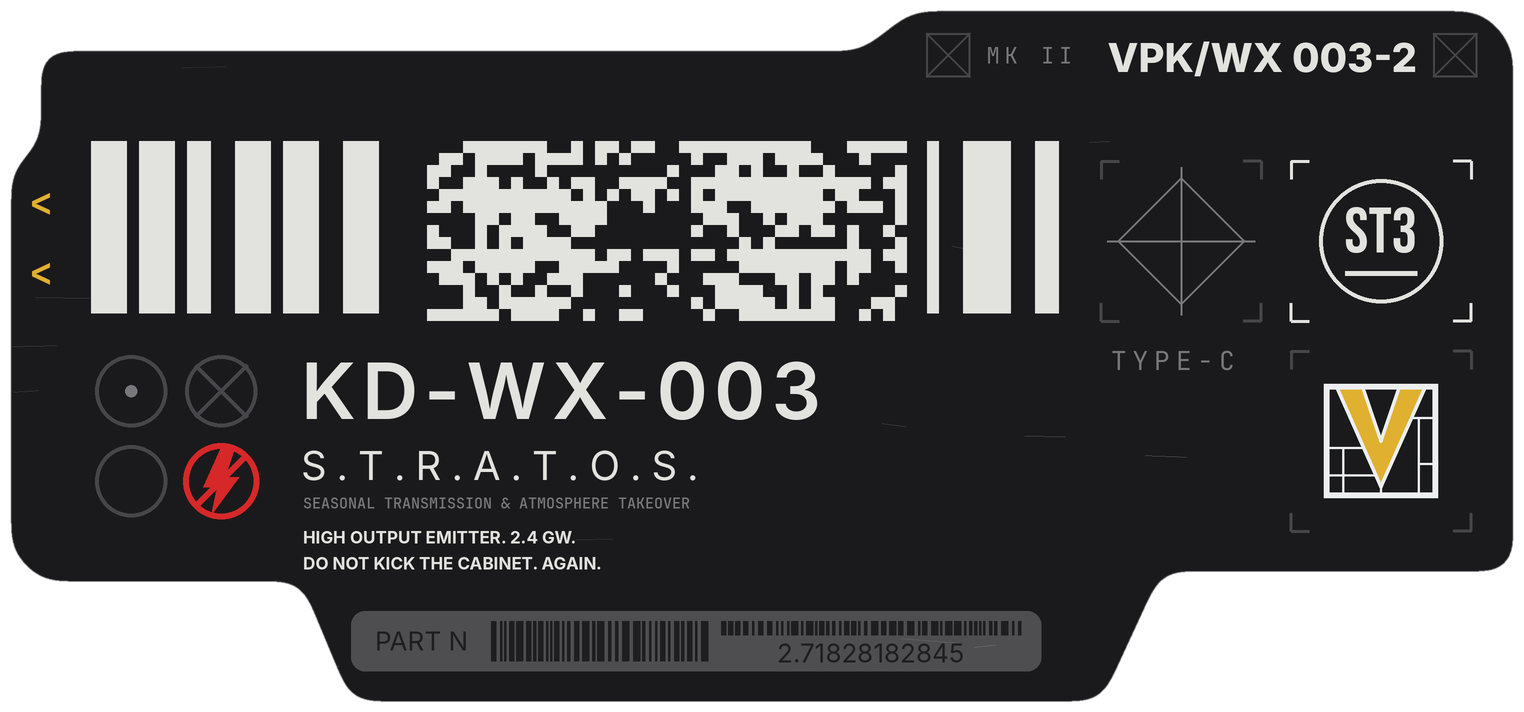 MK II VPK/WX 003-2
<
<
ST3
TYPE-C
KD-WX-003
S.T.R.A.T.O.S.
SEASONAL TRANSMISSION & ATMOSPHERE TAKEOVER
HIGH OUTPUT EMITTER. 2.4 GW.
DO NOT KICK THE CABINET. AGAIN.
V
PART N
2.71828182845